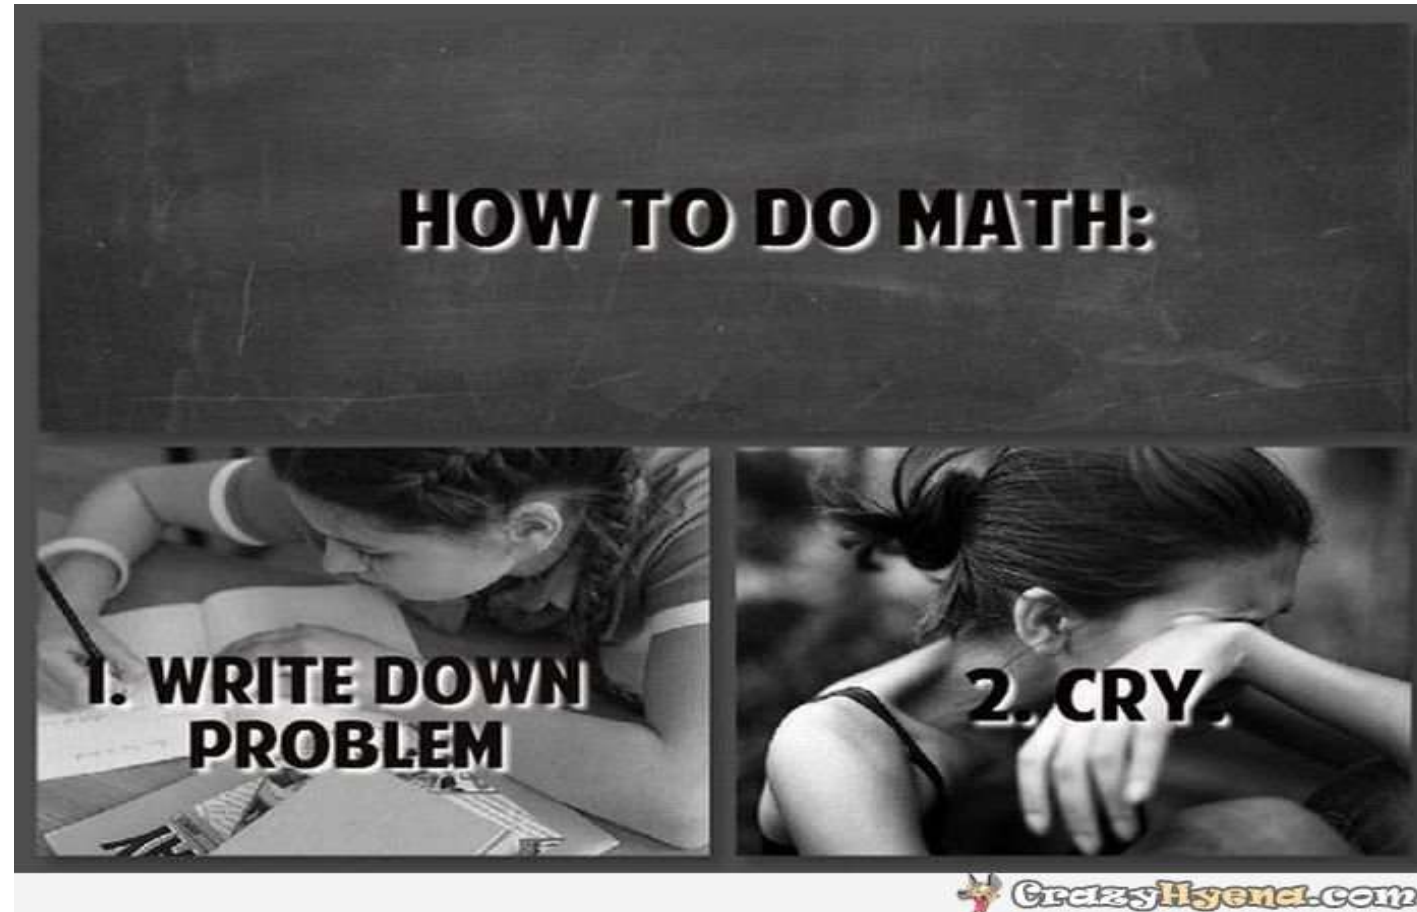 HOW TO DO MATH:
1. WRITE DOWN
PROBLEM
2. CRY.
CrazyHyena.com